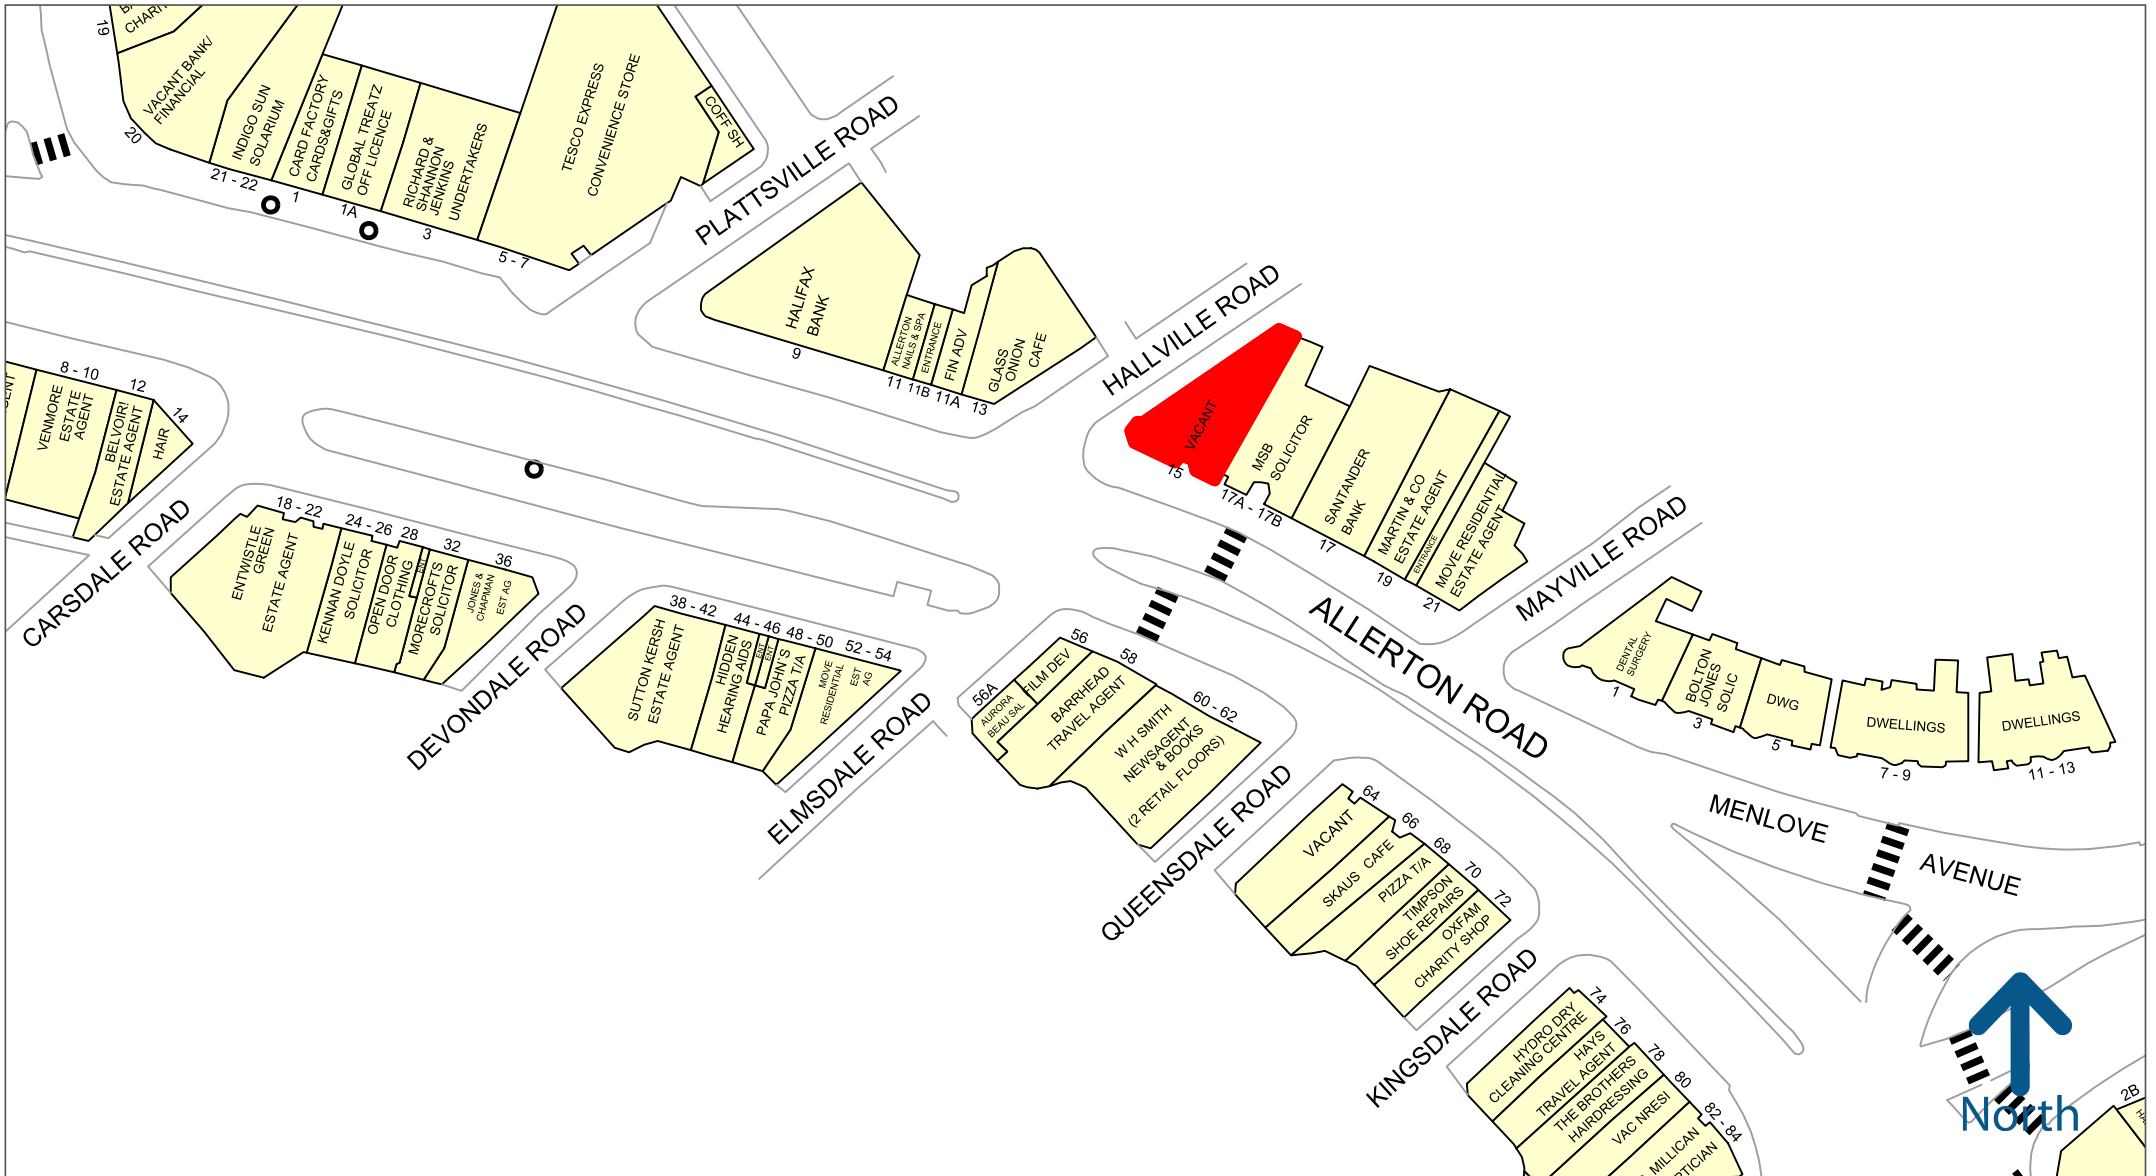 19
CHARIT
VACANT BANK/
FINANCIAL
20
INDIGO SUN
SOLARIUM
21 - 22
CARD FACTORY
CARDS&GIFTS
1
GLOBAL TREATZ
OFF LICENCE
1A
RICHARD &
SHANNON
JENKINS
UNDERTAKERS
3
TESCO EXPRESS
CONVENIENCE STORE
5 - 7
COFF SH
PLATTSVILLE ROAD
HALIFAX
BANK
9
ALLERTON
NAILS & SPA
11
ENTRANCE
11B
FIN ADV
11A
GLASS
ONION
CAFE
13
HALLVILLE ROAD
VACANT
15
MSB
SOLICITOR
17A - 17B
SANTANDER
BANK
17
MARTIN & CO
ESTATE AGENT
19
ENTRANCE
MOVE RESIDENTIAL
ESTATE AGENT
21
MAYVILLE ROAD
ALLERTON ROAD
DENTAL
SURGERY
1
BOLTON
JONES
SOLIC
3
DWG
5
DWELLINGS
7 - 9
DWELLINGS
11 - 13
MENLOVE
AVENUE
8 - 10
VENMORE
ESTATE
AGENT
12
BELVOIR!
ESTATE AGENT
14
HAIR
CARSDALE ROAD
18 - 22
ENTWISTLE
GREEN
ESTATE AGENT
24 - 26
KENNAN DOYLE
SOLICITOR
28
OPEN DOOR
CLOTHING
ENT
32
MORECROFTS
SOLICITOR
36
JONES &
CHAPMAN
EST AG
DEVONDALE ROAD
38 - 42
SUTTON KERSH
ESTATE AGENT
44 - 46
HIDDEN
HEARING AIDS
ENT
ENT
48 - 50
PAPA JOHN'S
PIZZA T/A
52 - 54
MOVE
RESIDENTIAL
EST
AG
ELMSDALE ROAD
56A
AURORA
BEAU SAL
56
FILM DEV
58
BARRHEAD
TRAVEL AGENT
60 - 62
W H SMITH
NEWSAGENT
& BOOKS
(2 RETAIL FLOORS)
QUEENSDALE ROAD
64
VACANT
66
SKAUS CAFE
68
PIZZA T/A
70
TIMPSON
SHOE REPAIRS
72
OXFAM
CHARITY SHOP
KINGSDALE ROAD
74
HYDRO DRY
CLEANING CENTRE
76
HAYS
TRAVEL AGENT
78
THE BROTHERS
HAIRDRESSING
80
VAC NRESI
82 - 84
MILLICAN
TICIAN
2B
North